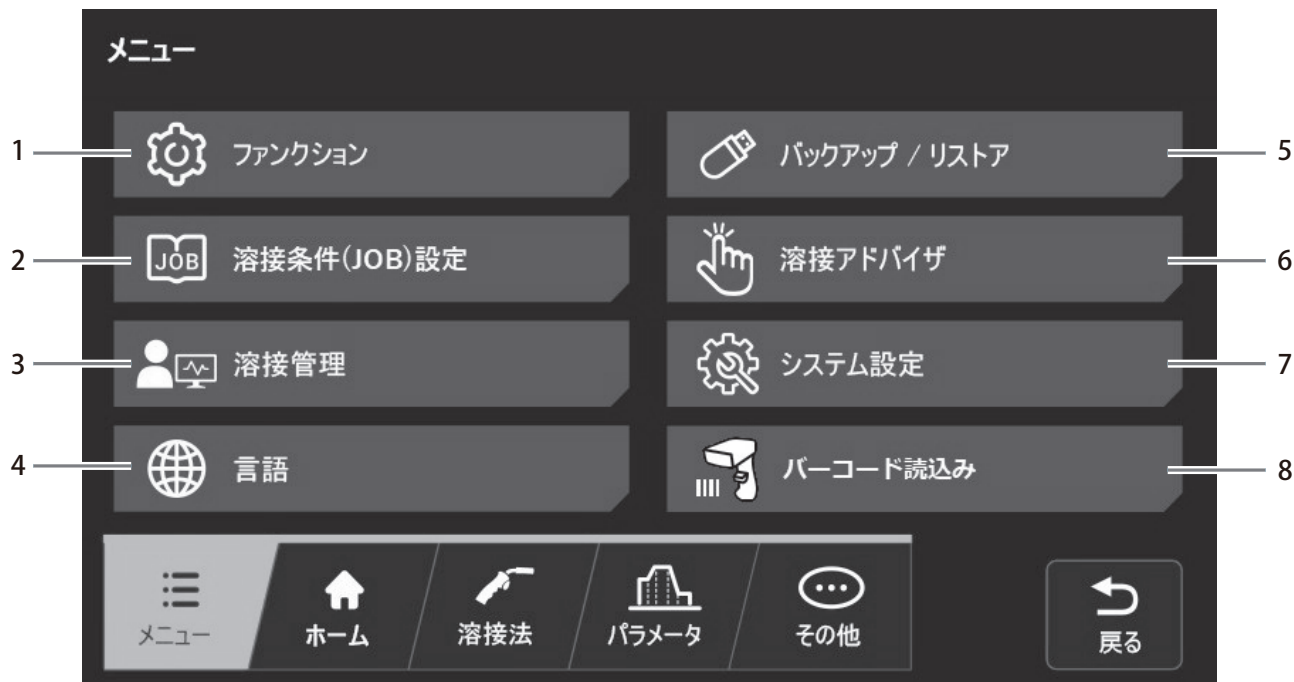 メニュー
1 ファンクション
バックアップ / リストア 5
2 JOB 溶接条件(JOB)設定
溶接アドバイザ 6
3 溶接管理
システム設定 7
4 言語
バーコード読込み 8
メニュー
ホーム
溶接法
パラメータ
その他
戻る